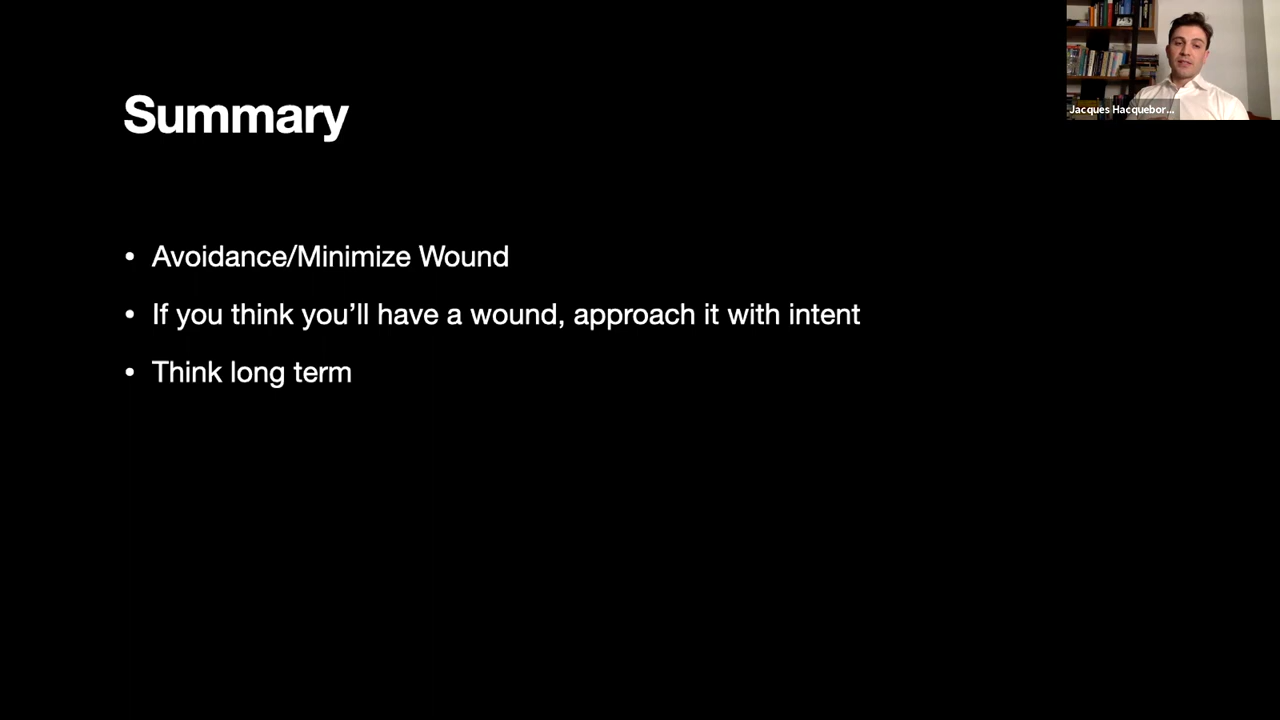 Jacques Hacquebor...
Summary
• Avoidance/Minimize Wound
• If you think you’ll have a wound, approach it with intent
• Think long term